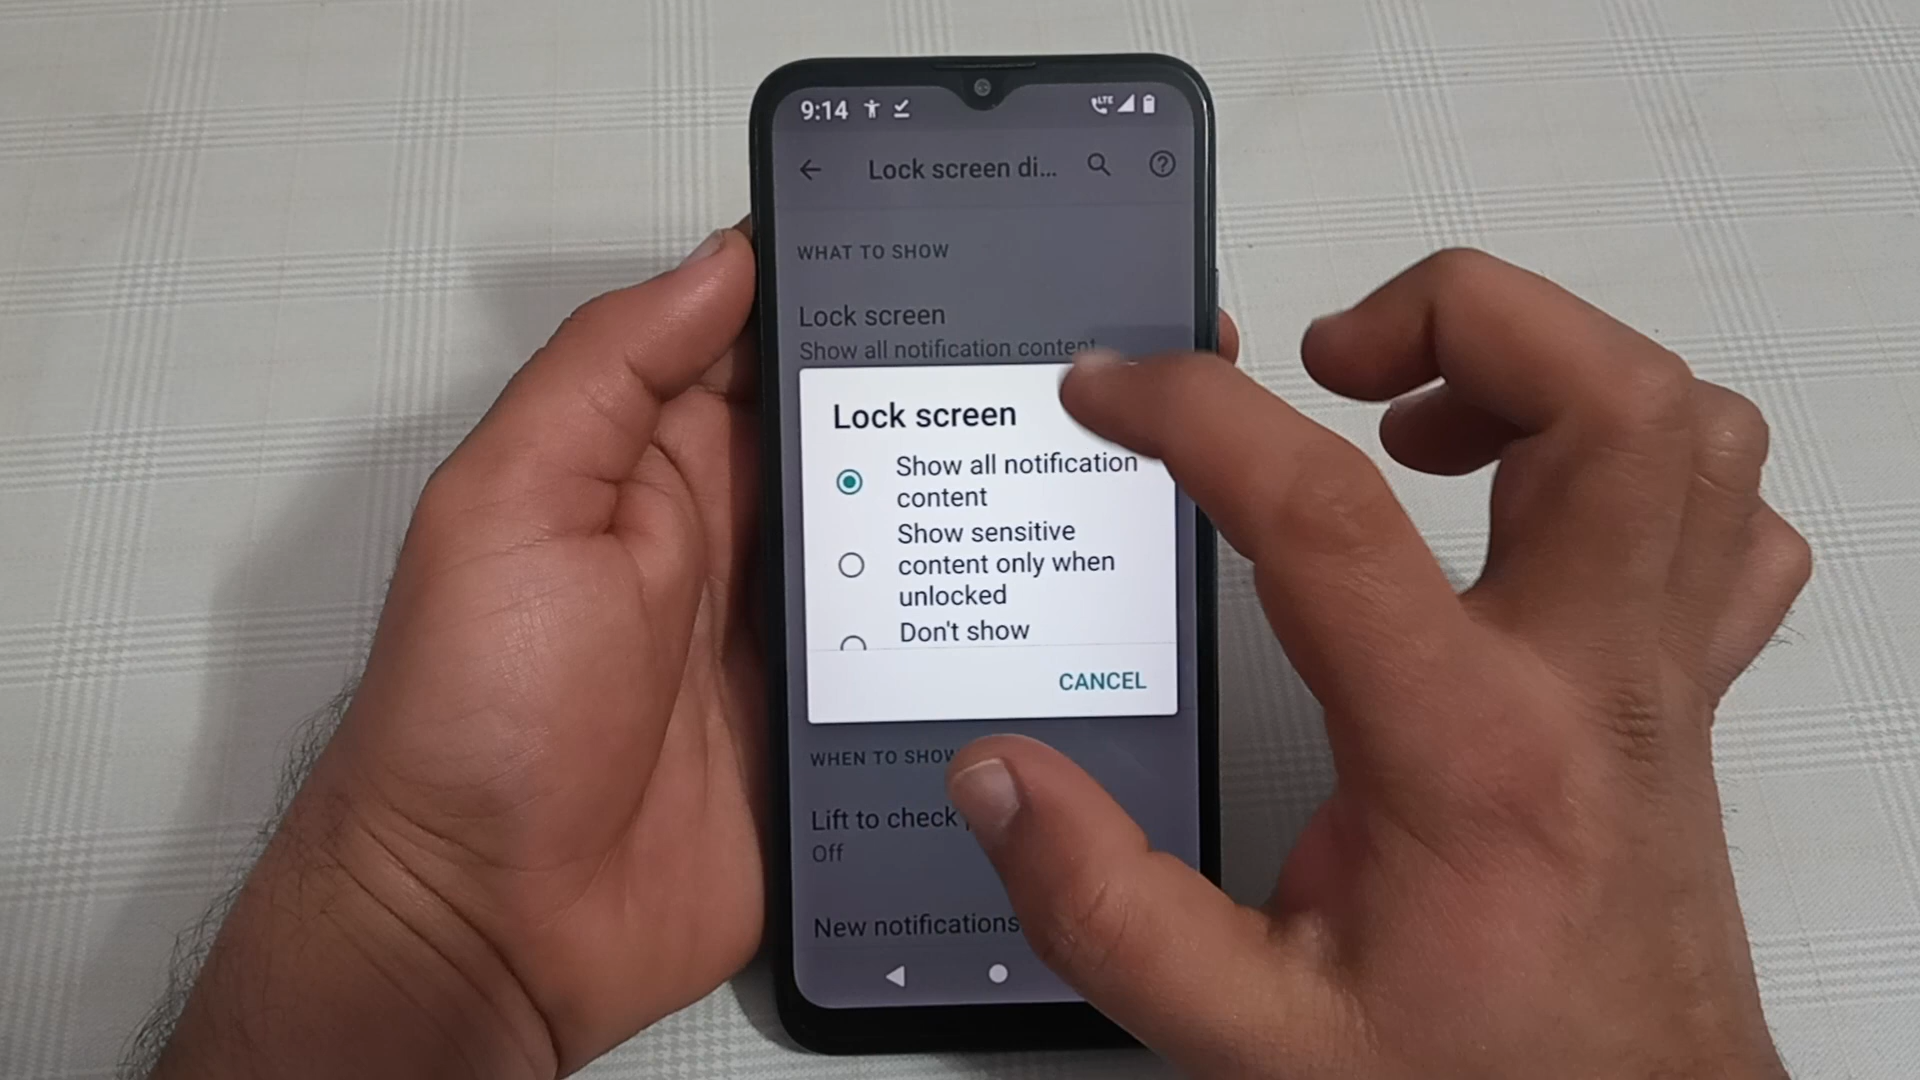 9:14
LTE
Lock screen di...
WHAT TO SHOW
Lock screen
Show all notification content
Lock screen
Show all notification
content
Show sensitive
content only when
unlocked
Don't show
CANCEL
WHEN TO SHOW
Lift to check
Off
New notifications